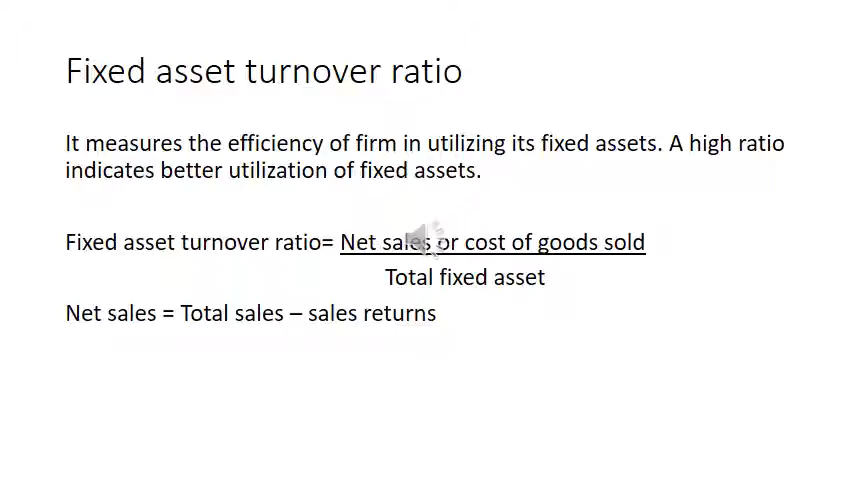 Fixed asset turnover ratio
It measures the efficiency of firm in utilizing its fixed assets. A high ratio
indicates better utilization of fixed assets.
Fixed asset turnover ratio= Net sales or cost of goods sold
Total fixed asset
Net sales = Total sales – sales returns